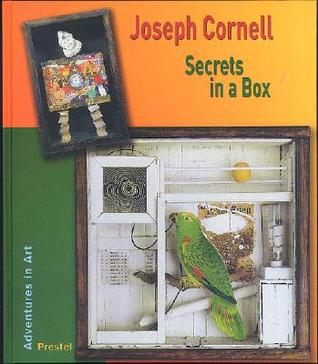 Joseph Cornell
Secrets
in a Box
Adventures in Art
Prestel